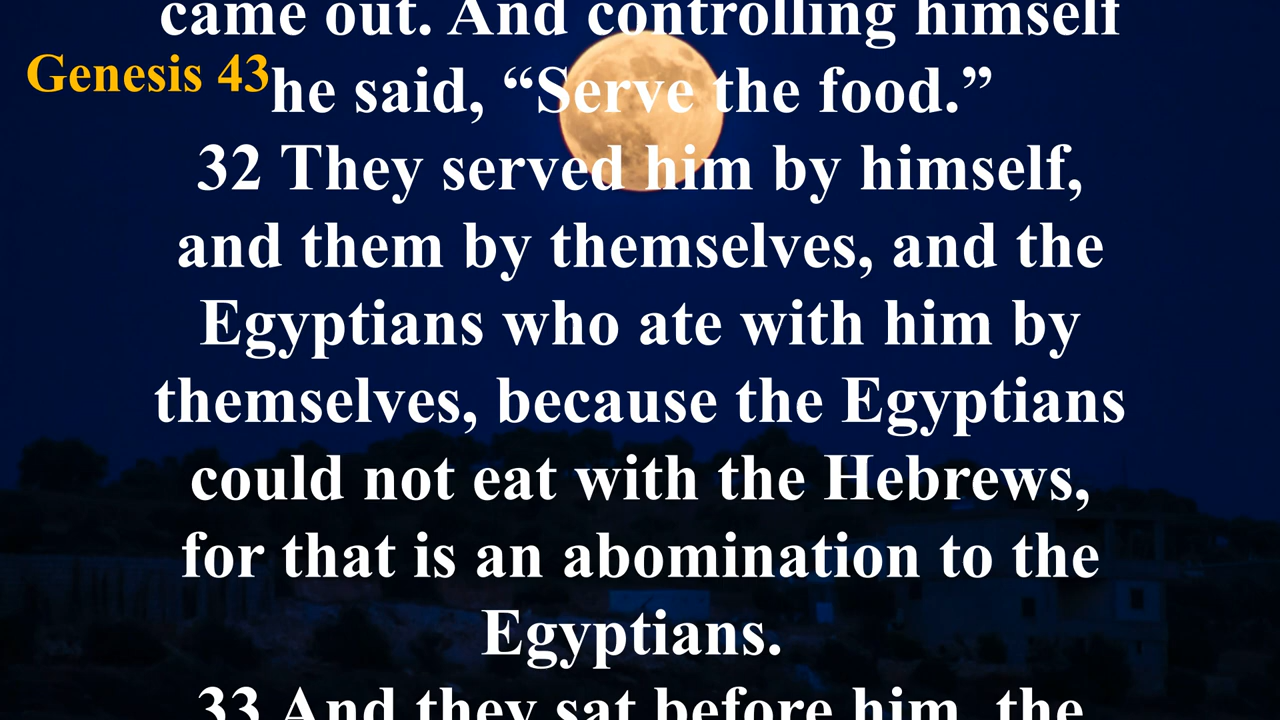 came out. And controlling himself
Genesis 43
he said, “Serve the food.”
32 They served him by himself,
and them by themselves, and the
Egyptians who ate with him by
themselves, because the Egyptians
could not eat with the Hebrews,
for that is an abomination to the
Egyptians.
33 And they sat before him, the